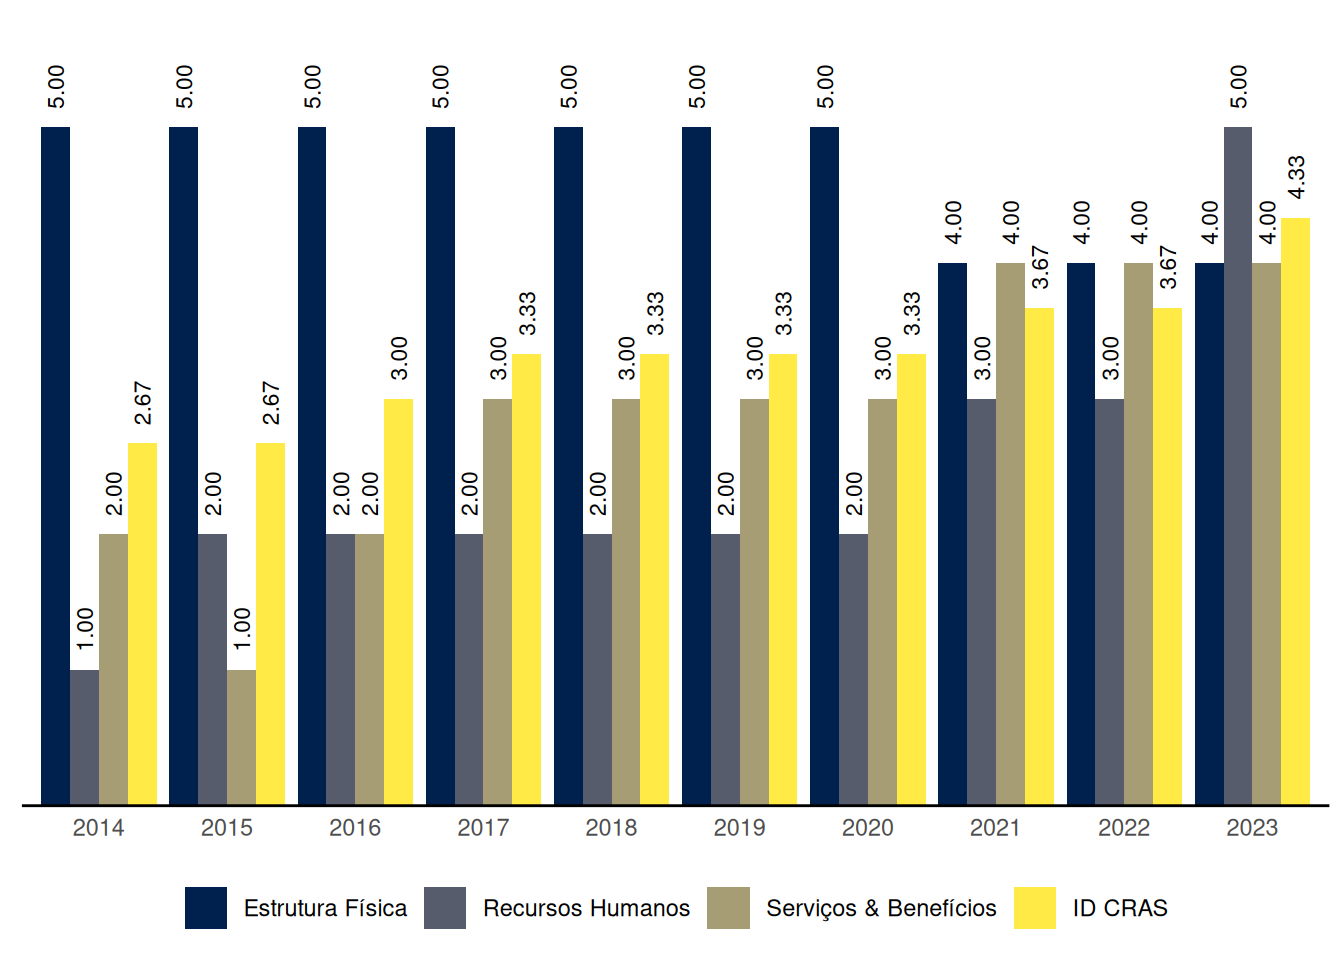 5.00 1.00 2.00 2.67 5.00 2.00 1.00 2.67 5.00 2.00 2.00 3.00 5.00 2.00 3.00 3.33 5.00 2.00 3.00 3.33 5.00 2.00 3.00 3.33 5.00 2.00 3.00 3.33 4.00 3.00 4.00 3.67 4.00 3.00 4.00 3.67 4.00 5.00 4.00 4.33
2014 2015 2016 2017 2018 2019 2020 2021 2022 2023
Estrutura Física Recursos Humanos Serviços & Benefícios ID CRAS